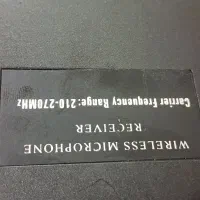 WIRELESS MICROPHONE
RECEIVER
Carrier Frequency Range: 210-270MHz